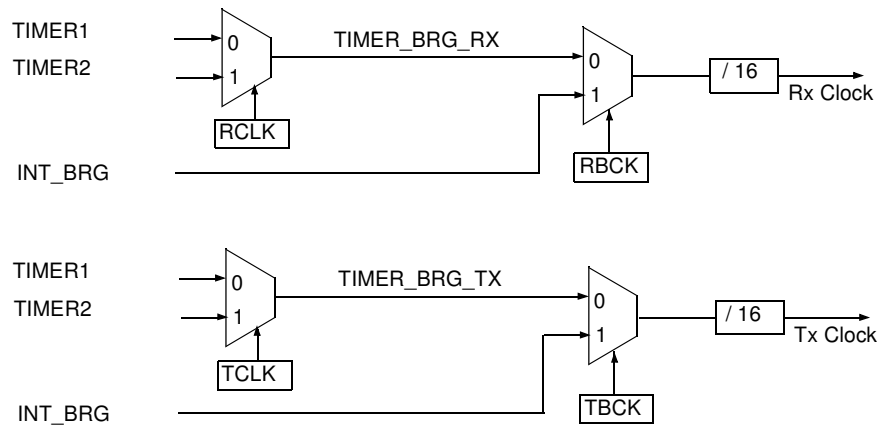 TIMER1
TIMER_BRG_RX
0
TIMER2
0
1
/ 16
1
Rx Clock
RCLK
RBCK
INT_BRG
TIMER1
TIMER_BRG_TX
0
TIMER2
0
1
/ 16
1
Tx Clock
TCLK
TBCK
INT_BRG